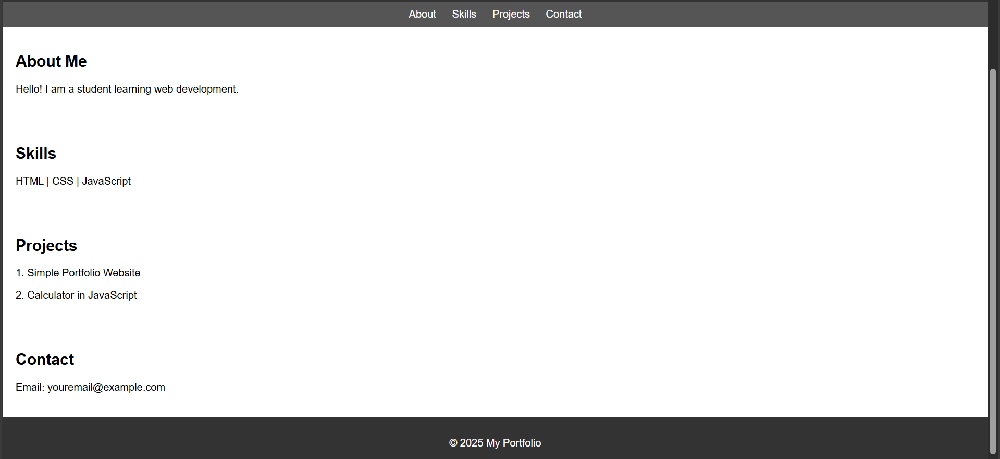 About Skills Projects Contact
About Me
Hello! I am a student learning web development.
Skills
HTML | CSS | JavaScript
Projects
1. Simple Portfolio Website
2. Calculator in JavaScript
Contact
Email: youremail@example.com
© 2025 My Portfolio